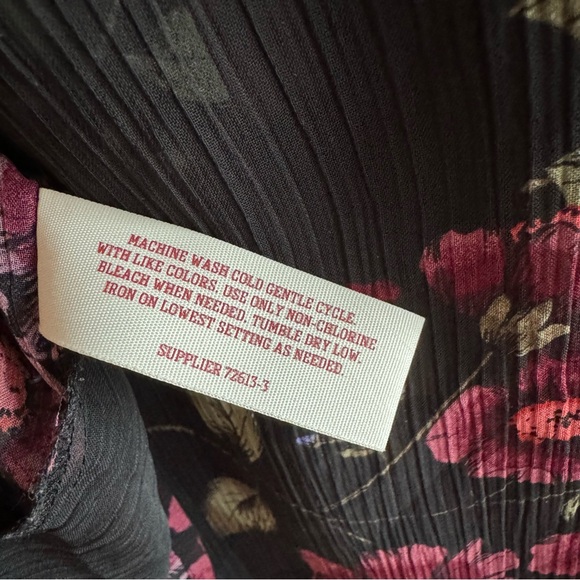 MACHINE WASH COLD GENTLE CYCLE.
WITH LIKE COLORS. USE ONLY NON-CHLORINE
BLEACH WHEN NEEDED. TUMBLE DRY LOW.
IRON ON LOWEST SETTING AS NEEDED.
SUPPLIER 72613-3